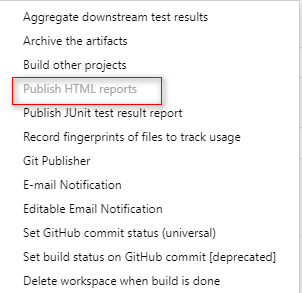 Aggregate downstream test results
Archive the artifacts
Build other projects
Publish HTML reports
Publish JUnit test result report
Record fingerprints of files to track usage
Git Publisher
E-mail Notification
Editable Email Notification
Set GitHub commit status (universal)
Set build status on GitHub commit [deprecated]
Delete workspace when build is done